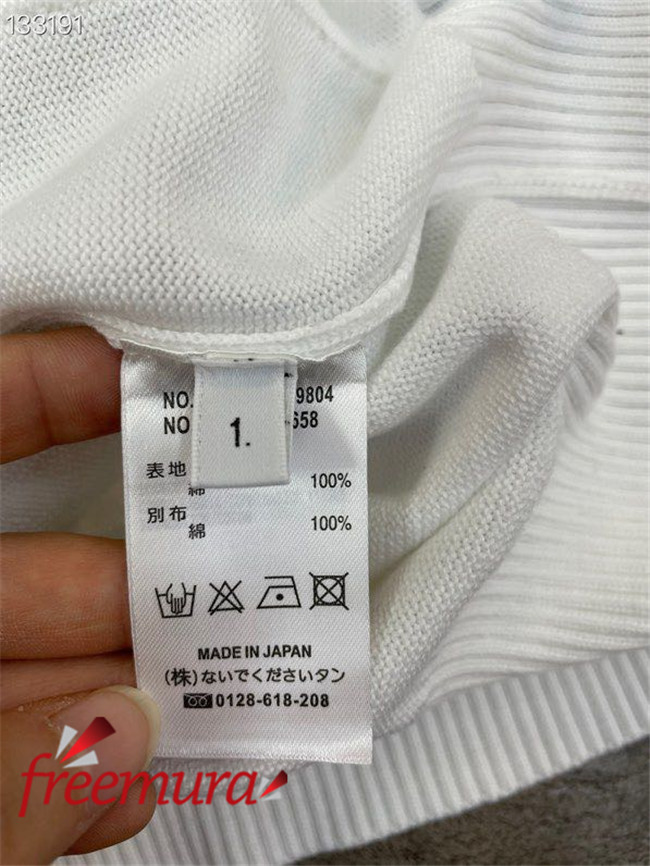 133191
NO. 9804
NO 658
1.
表地
綿 100%
別布
綿 100%
MADE IN JAPAN
(株)ないでくださいタン
0128-618-208
freemura